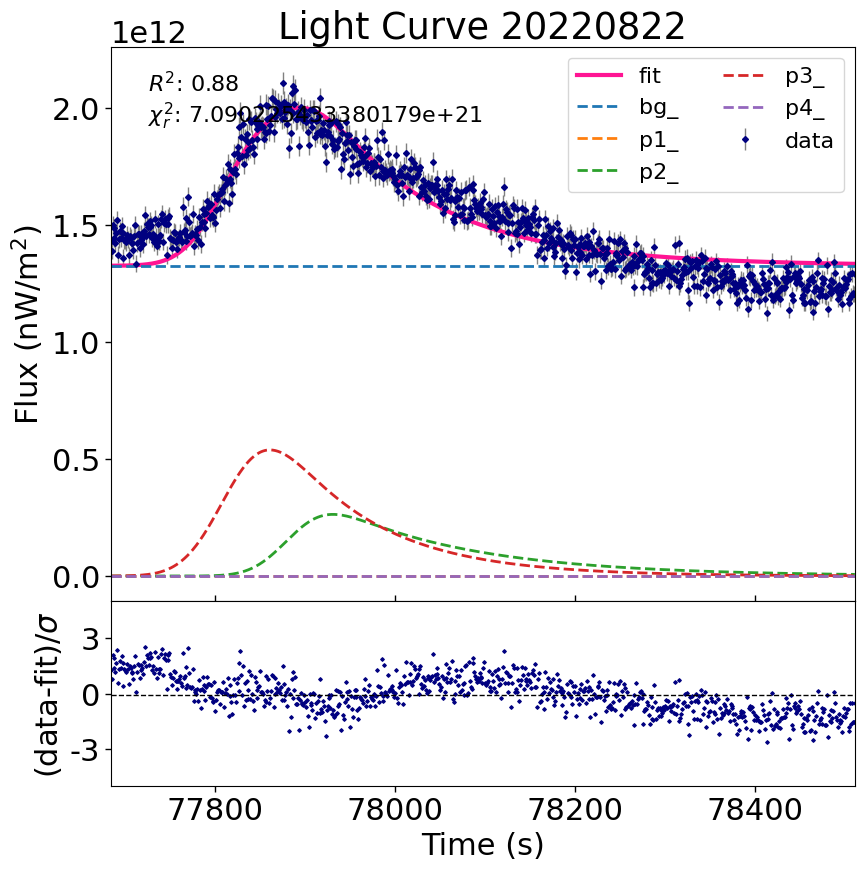 Light Curve 20220822
1e12
R²: 0.88
χ²ᵣ: 7.0902254333380179e+21
fit
bg_
p1_
p2_
p3_
p4_
data
Flux (nW/m²)
2.0
1.5
1.0
0.5
0.0
(data-fit)/σ
3
0
-3
77800
78000
78200
78400
Time (s)